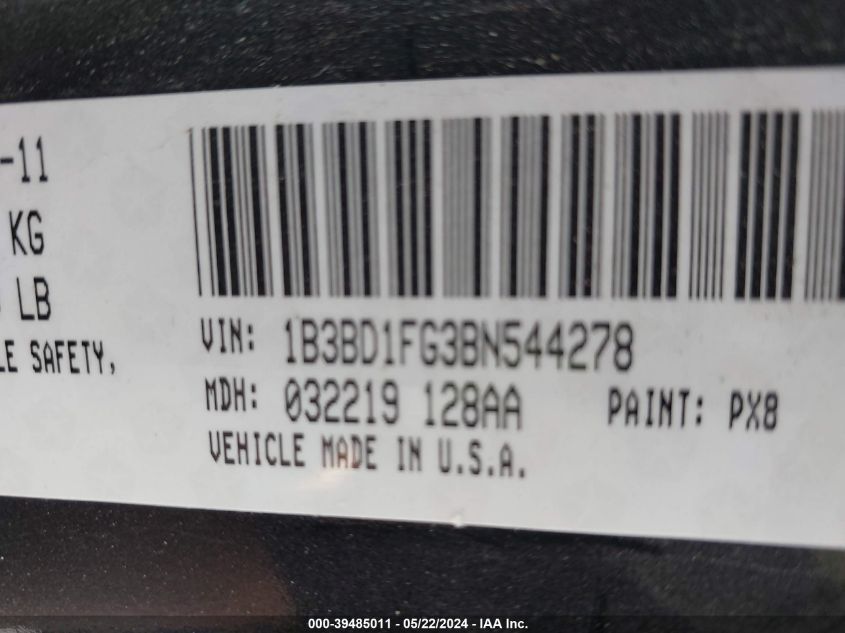 -11
KG
LB
LE SAFETY,
VIN: 1B3BD1FG3BN544278
MDH: 032219 128AA PAINT: PX8
VEHICLE MADE IN U.S.A.
000-39485011 - 05/22/2024 - IAA Inc.